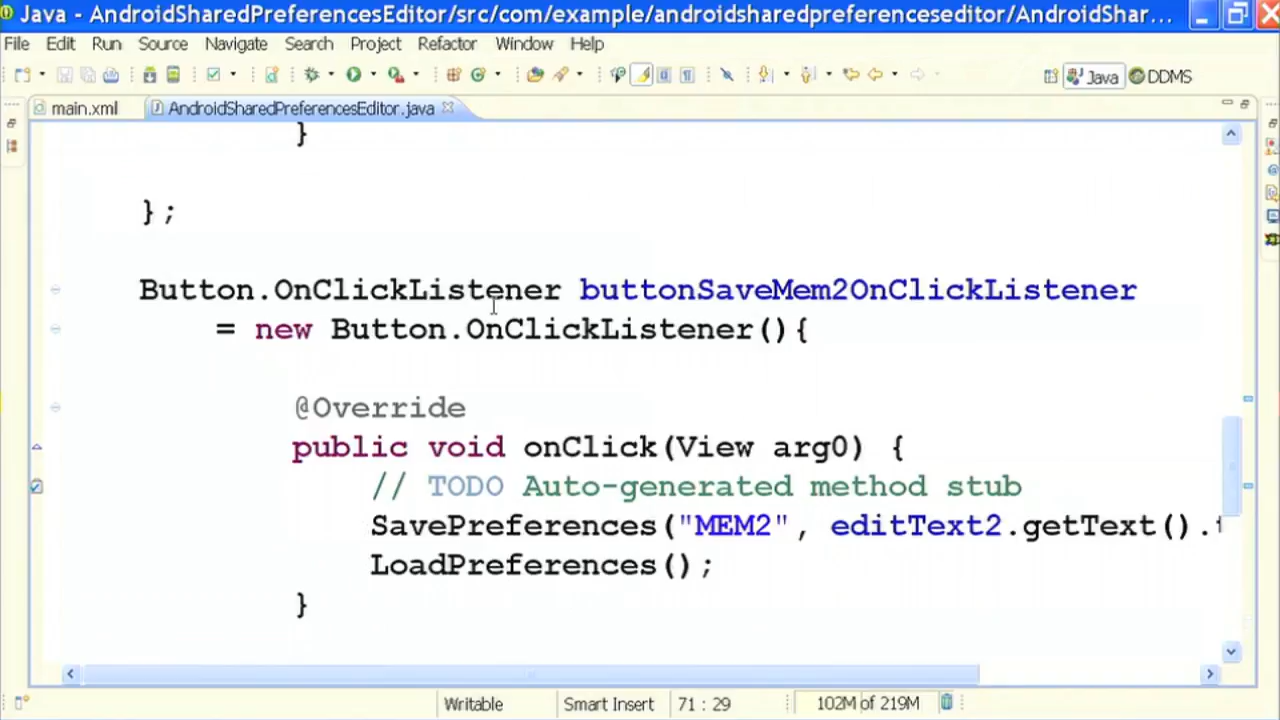 Java - AndroidSharedPreferencesEditor/src/com/example/androidsharedpreferenceseditor/AndroidShar...
File Edit Run Source Navigate Search Project Refactor Window Help
Java DDMS
main.xml AndroidSharedPreferencesEditor.java
}
};
Button.OnClickListener buttonSaveMem2OnClickListener
= new Button.OnClickListener(){
@Override
public void onClick(View arg0) {
// TODO Auto-generated method stub
SavePreferences("MEM2", editText2.getText().
LoadPreferences();
}
Writable Smart Insert 71 : 29 102M of 219M